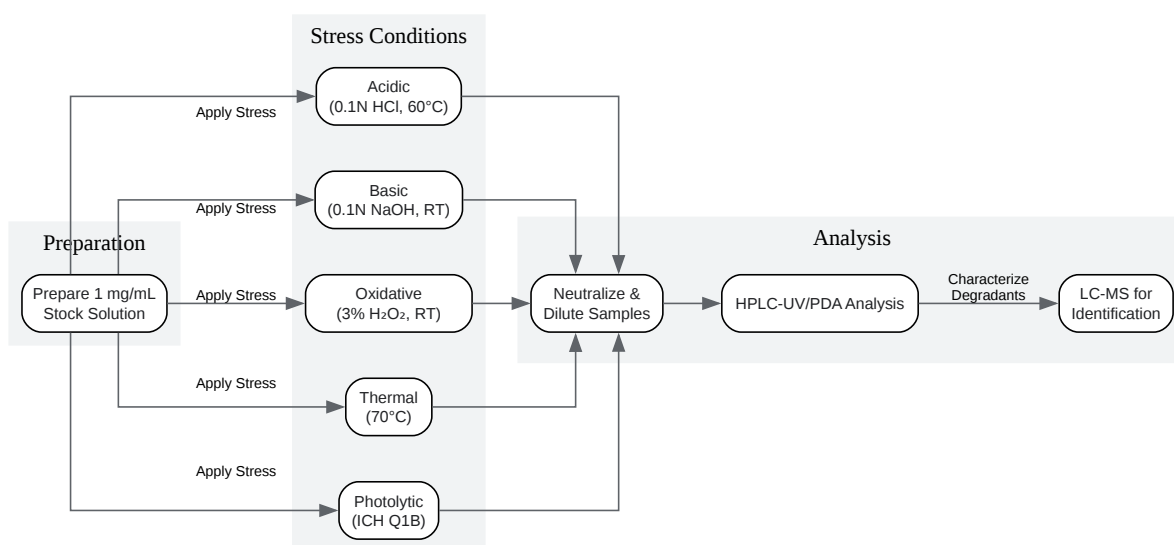 Stress Conditions
Acidic
(0.1N HCl, 60°C)
Apply Stress
Basic
(0.1N NaOH, RT)
Apply Stress
Preparation
Analysis
Prepare 1 mg/mL
Stock Solution
Apply Stress
Oxidative
(3% H₂O₂, RT)
Neutralize &
Dilute Samples
HPLC-UV/PDA Analysis
Characterize
Degradants
LC-MS for
Identification
Apply Stress
Thermal
(70°C)
Apply Stress
Photolytic
(ICH Q1B)